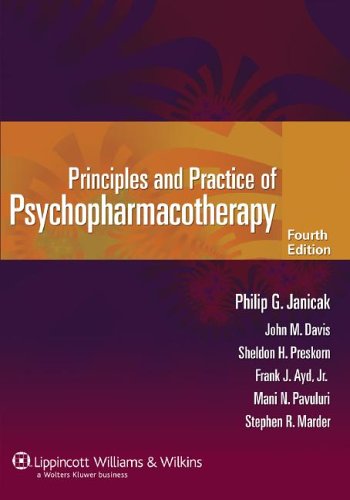 Principles and Practice of
Psychopharmacotherapy
Fourth
Edition
Philip G. Janicak
John M. Davis
Sheldon H. Preskorn
Frank J. Ayd, Jr.
Mani N. Pavuluri
Stephen R. Marder
Lippincott Williams & Wilkins
a Wolters Kluwer business